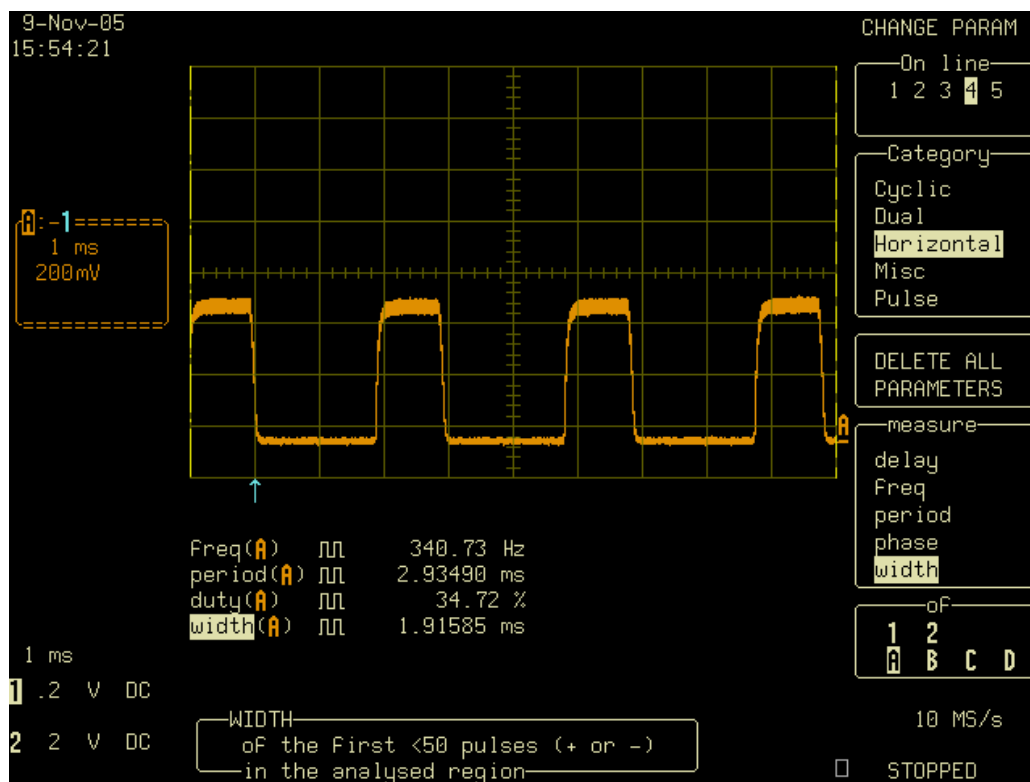 9-Nov-05
15:54:21
A:-1
1 ms
200mV
A
freq(A) 340.73 Hz
period(A) 2.93490 ms
duty(A) 34.72 %
width(A) 1.91585 ms
1 ms
1 .2 V DC
2 2 V DC
WIDTH
of the first <50 pulses (+ or -)
in the analysed region
CHANGE PARAM
On line
1 2 3 4 5
Category
Cyclic
Dual
Horizontal
Misc
Pulse
DELETE ALL
PARAMETERS
measure
delay
freq
period
phase
width
of
1 2
A B C D
10 MS/s
STOPPED